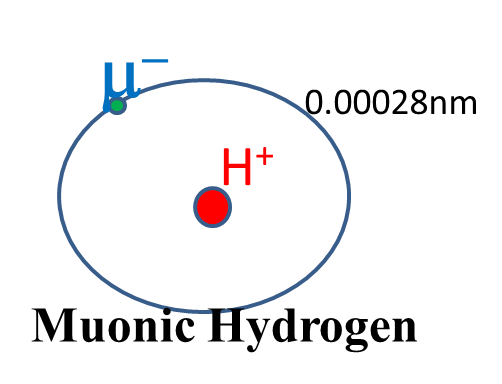 μ⁻
0.00028nm
H⁺
Muonic Hydrogen